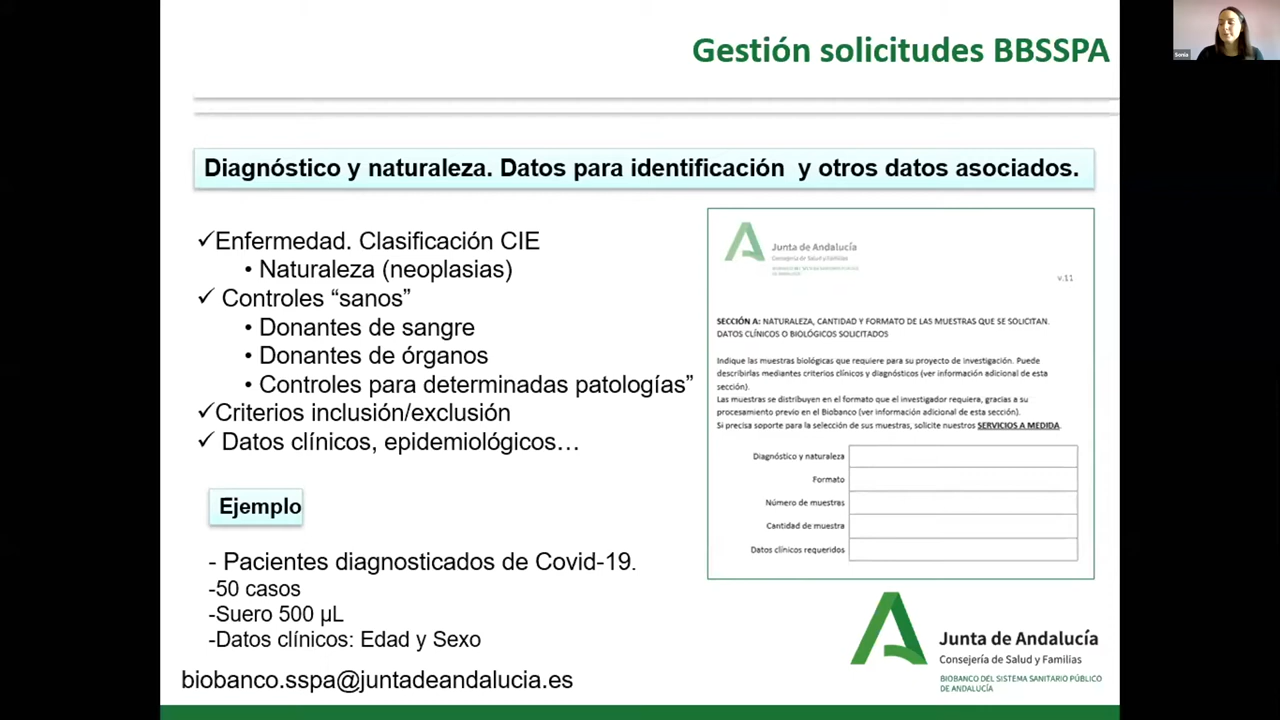 Gestión solicitudes BBSSPA
Sonia
Diagnóstico y naturaleza. Datos para identificación y otros datos asociados.
✓Enfermedad. Clasificación CIE
• Naturaleza (neoplasias)
✓ Controles “sanos”
• Donantes de sangre
• Donantes de órganos
• Controles para determinadas patologías”
✓Criterios inclusión/exclusión
✓ Datos clínicos, epidemiológicos…
Ejemplo
- Pacientes diagnosticados de Covid-19.
-50 casos
-Suero 500 µL
-Datos clínicos: Edad y Sexo
biobanco.sspa@juntadeandalucia.es
Junta de Andalucía
Consejería de Salud y Familias
BIOBANCO DEL SISTEMA SANITARIO PÚBLICO
DE ANDALUCÍA
v.11
SECCIÓN A: NATURALEZA, CANTIDAD Y FORMATO DE LAS MUESTRAS QUE SE SOLICITAN.
DATOS CLÍNICOS O BIOLÓGICOS SOLICITADOS
Indique las muestras biológicas que requiere para su proyecto de investigación. Puede
describirlas mediantes criterios clínicos y diagnósticos (ver información adicional de esta
sección).
Las muestras se distribuyen en el formato que el investigador requiera, gracias a su
procesamiento previo en el Biobanco (ver información adicional de esta sección).
Si precisa soporte para la selección de sus muestras, solicite nuestros SERVICIOS A MEDIDA.
Diagnóstico y naturaleza
Formato
Número de muestras
Cantidad de muestra
Datos clínicos requeridos
Junta de Andalucía
Consejería de Salud y Familias
BIOBANCO DEL SISTEMA SANITARIO PÚBLICO
DE ANDALUCÍA